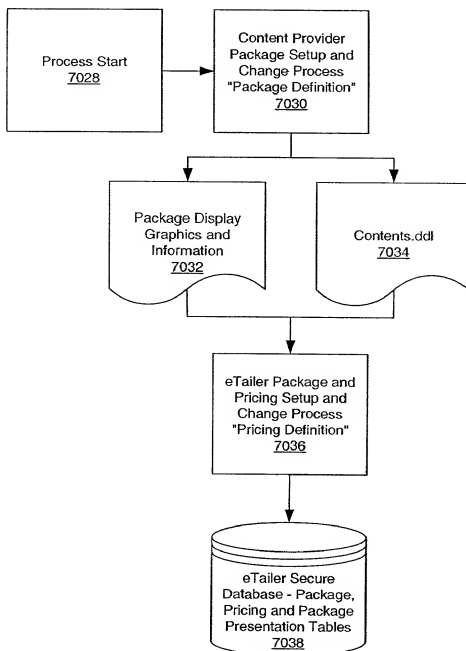 Process Start
7028
Content Provider
Package Setup and
Change Process
"Package Definition"
7030
Package Display
Graphics and
Information
7032
Contents.ddl
7034
eTailer Package and
Pricing Setup and
Change Process
"Pricing Definition"
7036
eTailer Secure
Database - Package,
Pricing and Package
Presentation Tables
7038